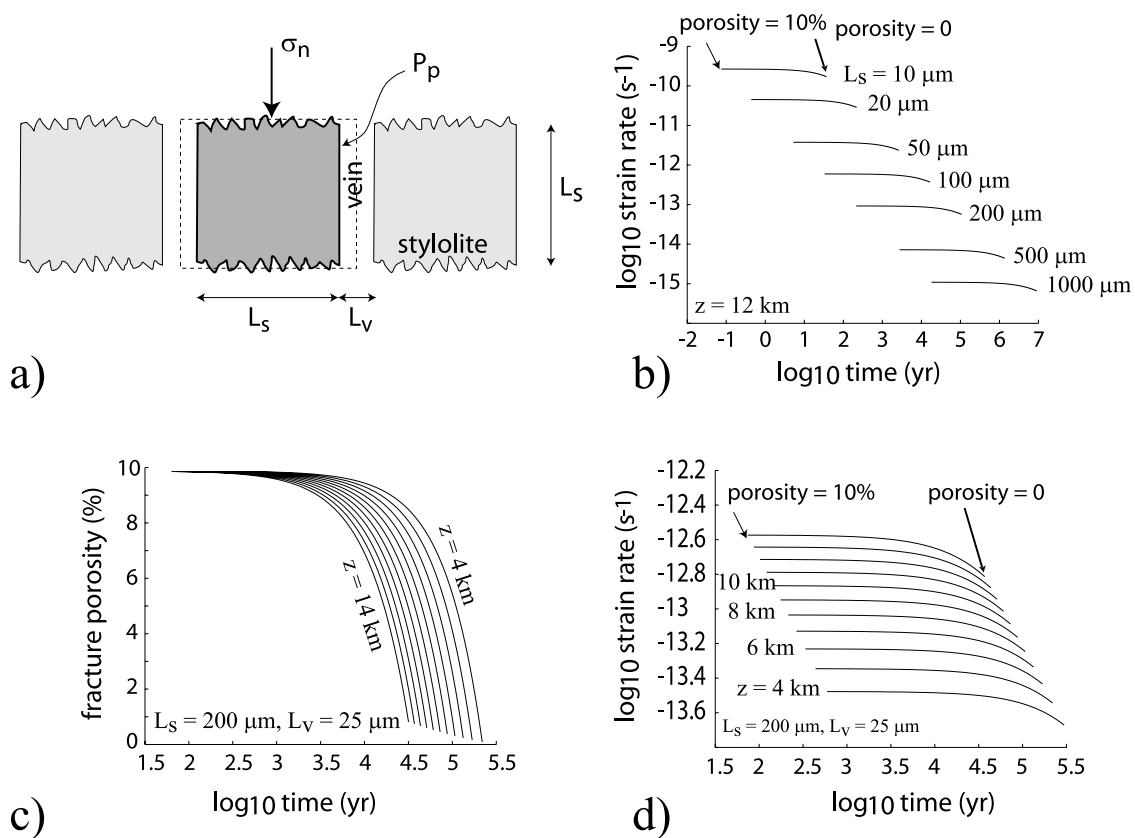 σn
Pp
vein
Ls
stylolite
Ls
Lv
a)
porosity = 10%
porosity = 0
-9
-10
-11
-12
-13
-14
-15
log10 strain rate (s-1)
Ls = 10 μm
20 μm
50 μm
100 μm
200 μm
500 μm
1000 μm
z = 12 km
-2 -1 0 1 2 3 4 5 6 7
log10 time (yr)
b)
10
8
6
4
2
0
fracture porosity (%)
z = 4 km
z = 14 km
Ls = 200 μm, Lv = 25 μm
1.5 2 2.5 3 3.5 4 4.5 5 5.5
log10 time (yr)
c)
-12.2
-12.4
-12.6
-12.8
-13
-13.2
-13.4
-13.6
log10 strain rate (s-1)
porosity = 10%
porosity = 0
10 km
8 km
6 km
z = 4 km
Ls = 200 μm, Lv = 25 μm
1.5 2 2.5 3 3.5 4 4.5 5 5.5
log10 time (yr)
d)